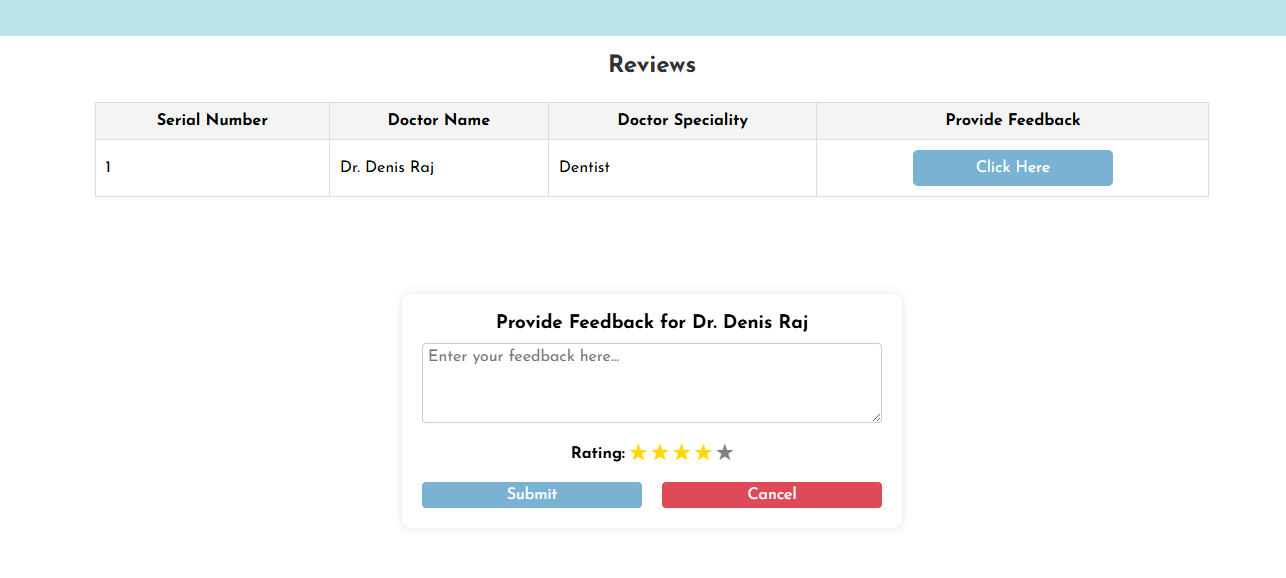 Reviews
Serial Number Doctor Name Doctor Speciality Provide Feedback
1 Dr. Denis Raj Dentist Click Here
Provide Feedback for Dr. Denis Raj
Enter your feedback here...
Rating: ★★★★★
Submit Cancel